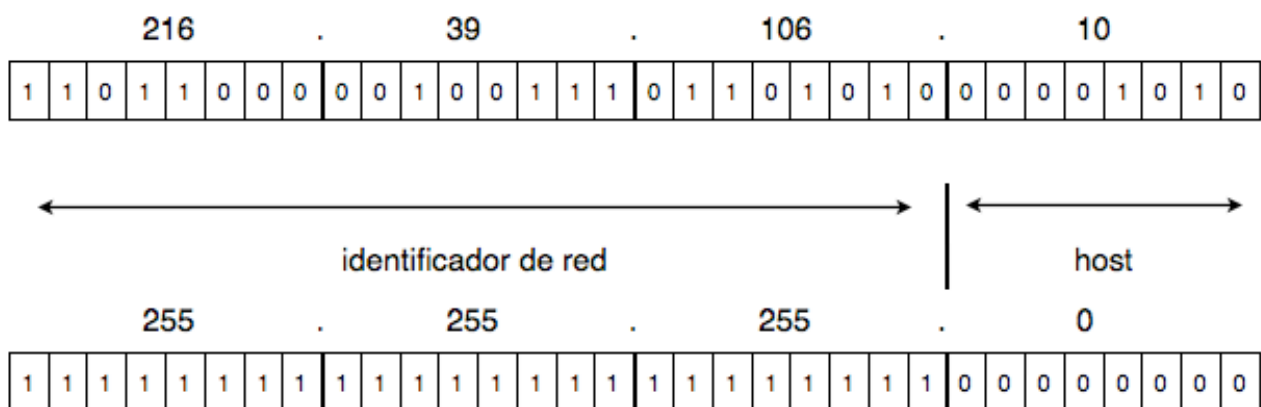 216 . 39 . 106 . 10
1 1 0 1 1 0 0 0 0 0 1 0 0 1 1 1 0 1 1 0 1 0 1 0 0 0 0 0 1 0 1 0
identificador de red host
255 . 255 . 255 . 0
1 1 1 1 1 1 1 1 1 1 1 1 1 1 1 1 1 1 1 1 1 1 1 1 0 0 0 0 0 0 0 0